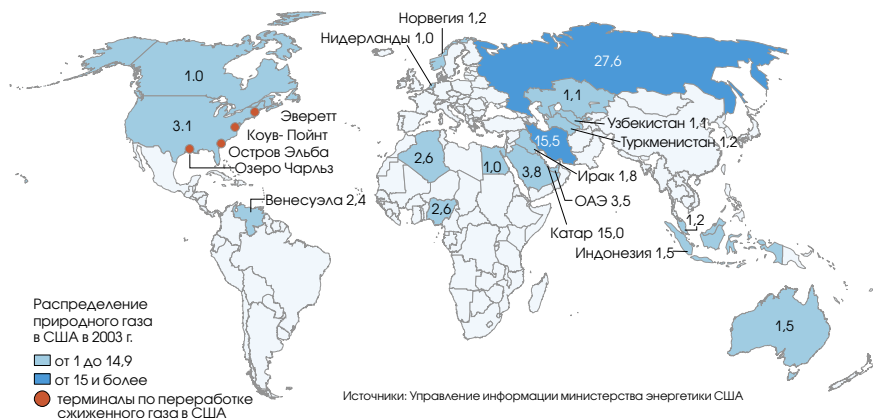 Норвегия 1,2
Нидерланды 1,0
27,6
1.0
1,1
3.1
Эверетт
Коув- Пойнт
Остров Эльба
Озеро Чарльз
Узбекистан 1,1
Туркменистан 1,2
15,5
2,6
1,0
3,8
Ирак 1,8
ОАЭ 3,5
Венесуэла 2,4
2,6
Катар 15,0
1,2
Индонезия 1,5
1,5
Распределение
природного газа
в США в 2003 г.
от 1 до 14,9
от 15 и более
терминалы по переработке
сжиженного газа в США
Источники: Управление информации министерства энергетики США